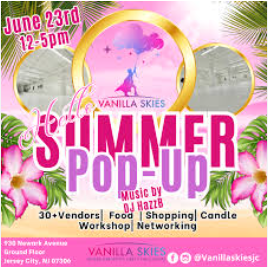 June 23rd
12-5pm
VANILLA SKIES
Hello
SUMMER
Pop-Up
Music by
DJ HazzB
30+Vendors| Food | Shopping| Candle
Workshop| Networking
930 Newark Avenue
Ground Floor
Jersey City, NJ 07306
VANILLA SKIES
@Vanillaskiesjc